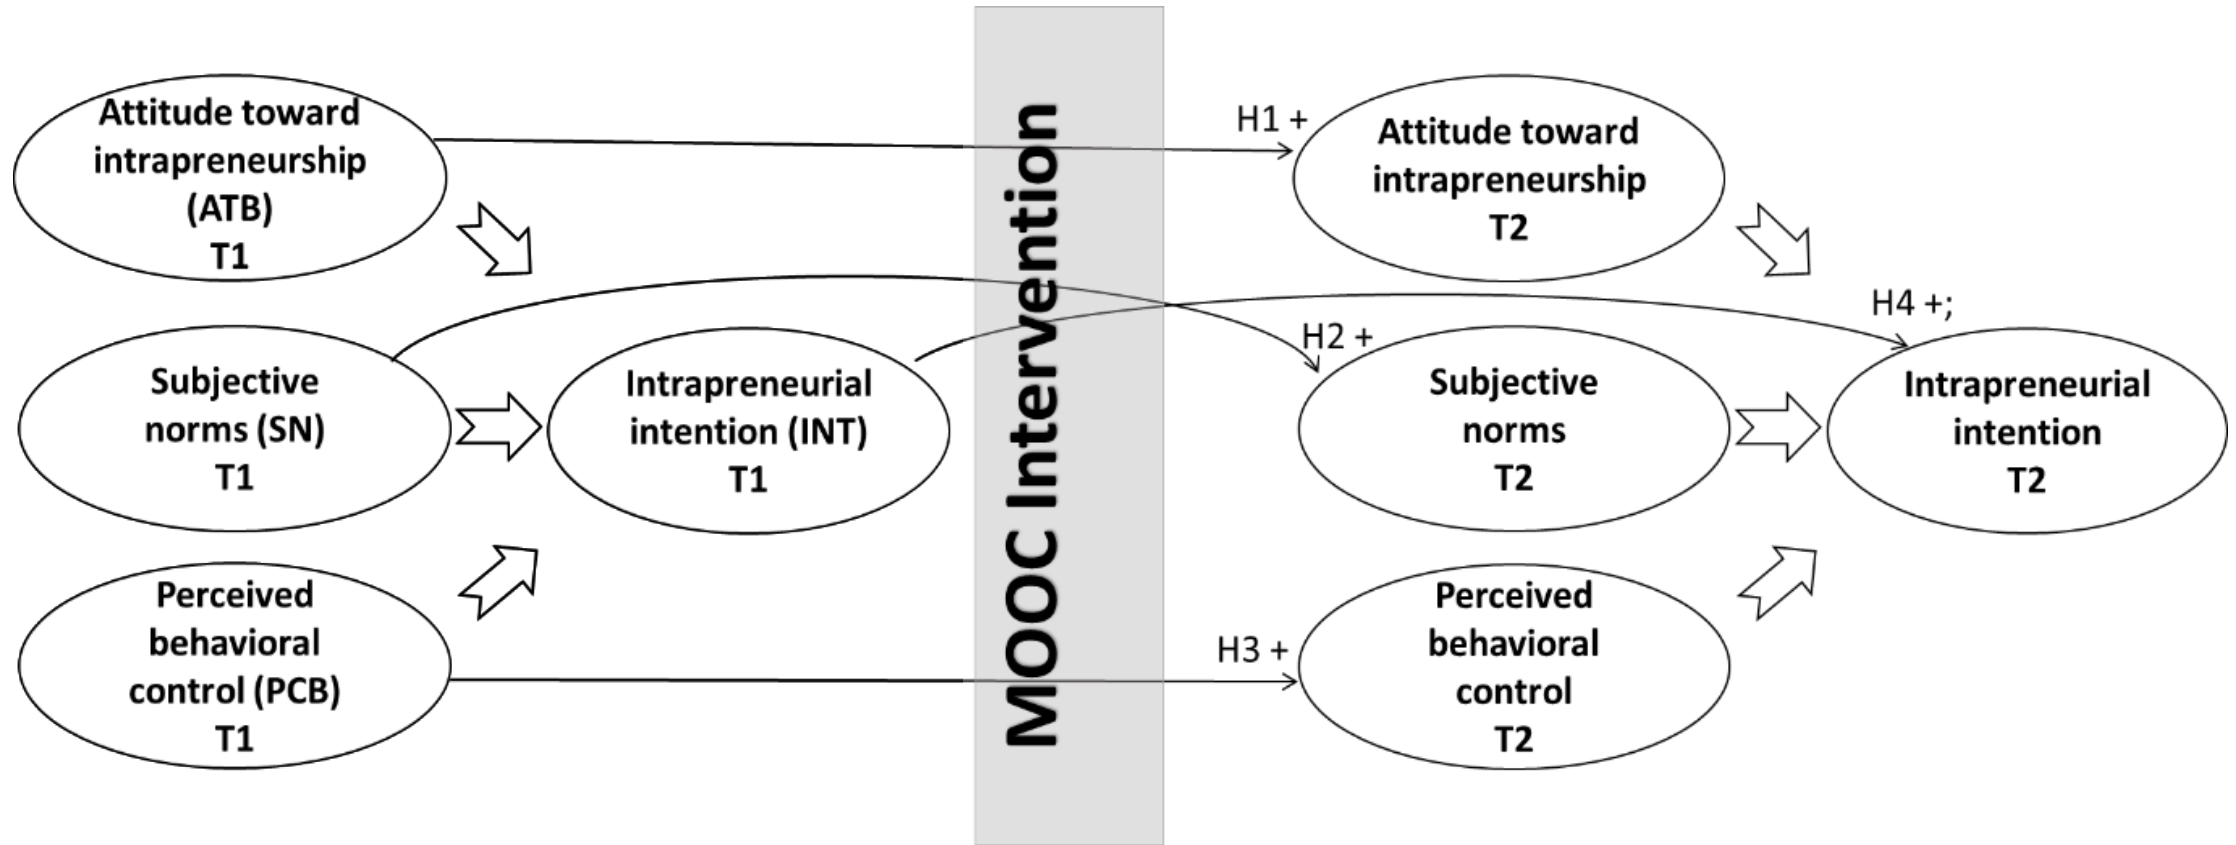 Attitude toward
intrapreneurship
(ATB)
T1
Subjective
norms (SN)
T1
Perceived
behavioral
control (PCB)
T1
Intrapreneurial
intention (INT)
T1
MOOC Intervention
H1 +
Attitude toward
intrapreneurship
T2
H2 +
Subjective
norms
T2
H3 +
Perceived
behavioral
control
T2
H4 +;
Intrapreneurial
intention
T2